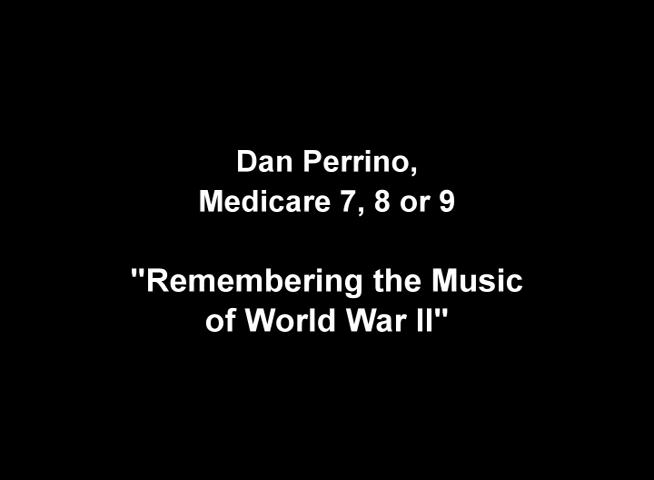 Dan Perrino,
Medicare 7, 8 or 9
"Remembering the Music
of World War II"